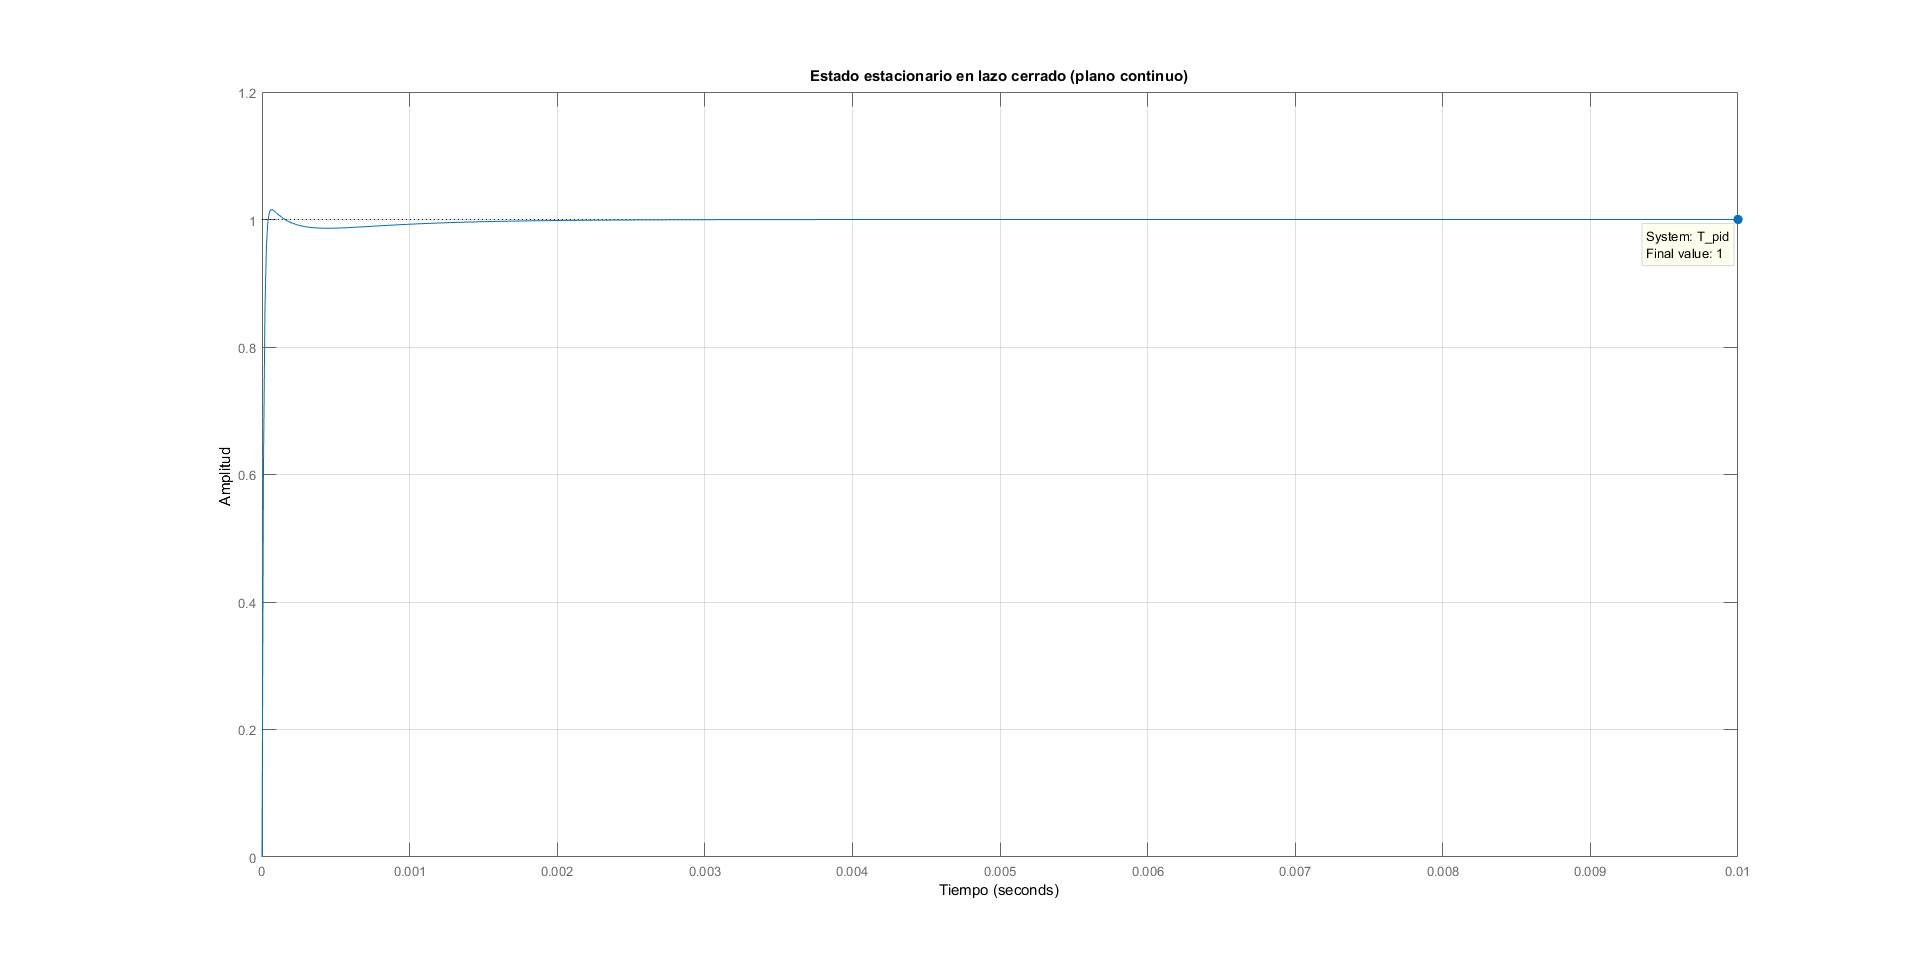 Estado estacionario en lazo cerrado (plano continuo)
1.2
1
0.8
0.6
0.4
0.2
0
Amplitud
System: T_pid
Final value: 1
0 0.001 0.002 0.003 0.004 0.005 0.006 0.007 0.008 0.009 0.01
Tiempo (seconds)